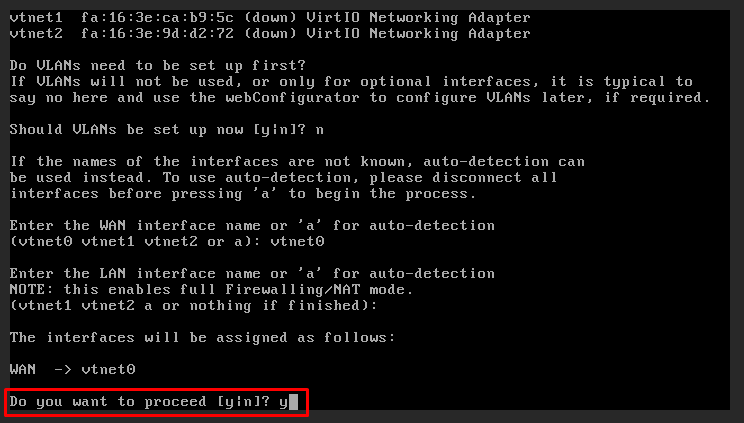 vtnet1 fa:16:3e:ca:b9:5c (down) VirtIO Networking Adapter
vtnet2 fa:16:3e:9d:d2:72 (down) VirtIO Networking Adapter
Do VLANs need to be set up first?
If VLANs will not be used, or only for optional interfaces, it is typical to
say no here and use the webConfigurator to configure VLANs later, if required.
Should VLANs be set up now [y|n]? n
If the names of the interfaces are not known, auto-detection can
be used instead. To use auto-detection, please disconnect all
interfaces before pressing 'a' to begin the process.
Enter the WAN interface name or 'a' for auto-detection
(vtnet0 vtnet1 vtnet2 or a): vtnet0
Enter the LAN interface name or 'a' for auto-detection
NOTE: this enables full Firewalling/NAT mode.
(vtnet1 vtnet2 a or nothing if finished):
The interfaces will be assigned as follows:
WAN -> vtnet0
Do you want to proceed [y|n]? y